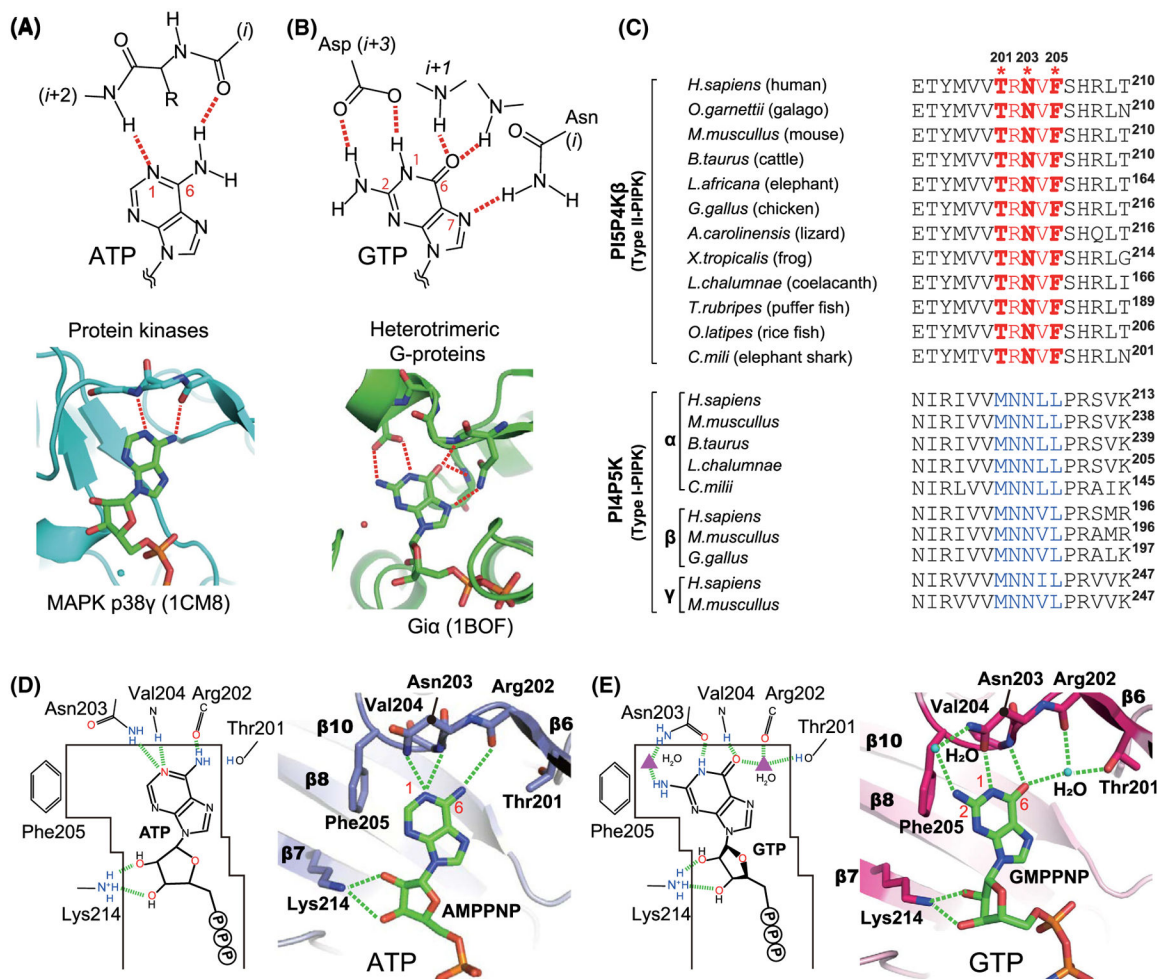 (A)
H
(i)
O
N
O
(i+2)
N
R
H
H
N
N
H
1
6
N
N
N
ATP
Protein kinases
MAPK p38γ (1CM8)
(B)
Asp (i+3)
i+1
O
O
N
H
N
H
Asn
(i)
O
H
H
1
N
O
H
N
H
2
N
6
N
H
N
7
N
N
GTP
Heterotrimeric
G-proteins
Giα (1BOF)
(C)
201 203 205
* * *
PI5P4Kβ
(Type II-PIPK)
H.sapiens (human) ETYMVVTRNVFSHRLT210
O.garnettii (galago) ETYMVVTRNVFSHRLN210
M.muscullus (mouse) ETYMVVTRNVFSHRLT210
B.taurus (cattle) ETYMVVTRNVFSHRLT210
L.africana (elephant) ETYMVVTRNVFSHRLT164
G.gallus (chicken) ETYMVVTRNVFSHRLT216
A.carolinensis (lizard) ETYMVVTRNVFSHQLT216
X.tropicalis (frog) ETYMVVTRNVFSHRLG214
L.chalumnae (coelacanth) ETYMVVTRNVFSHRLI166
T.rubripes (puffer fish) ETYMVVTRNVFSHRLT189
O.latipes (rice fish) ETYMVVTRNVFSHRLT206
C.mili (elephant shark) ETYMTVTRNVFSHRLN201
PI4P5K
(Type I-PIPK)
α
H.sapiens NIRIVVMNNLLPRSVK213
M.muscullus NIRIVVMNNLLPRSVK238
B.taurus NIRIVVMNNLLPRSVK239
L.chalumnae NIRIVVMNNLLPRSVK205
C.milii NIRLVVMNNLLPRAIK145
β
H.sapiens NIRIVVMNNVLPRSMR196
M.muscullus NIRIVVMNNVLPRAMR196
G.gallus NIRIVVMNNVLPRALK197
γ
H.sapiens NIRVVVMNNILPRVVK247
M.muscullus NIRVVVMNNVLPRVVK247
(D)
Asn203
Val204
Arg202
Thr201
O
N
C
HN
H
H
O
HO
H
N
NH
N
N
N
N
Phe205
ATP
H
O
O
H
N+H
H
O
H
Lys214
P P P
Asn203
Val204
Arg202
β10
β6
β8
1
6
Thr201
Phe205
β7
Lys214
AMPPNP
ATP
(E)
Asn203
Val204
Arg202
Thr201
N
C
HN
O
H
O
HO
H
H2O
H
H
N
O
H2O
H
N
H
N
N
N
N
Phe205
GTP
H
O
O
H
N+H
H
O
H
Lys214
P P P
Asn203
Val204
Arg202
β10
β6
H2O
1
H2O
β8
2
6
Thr201
Phe205
β7
Lys214
GMPPNP
GTP